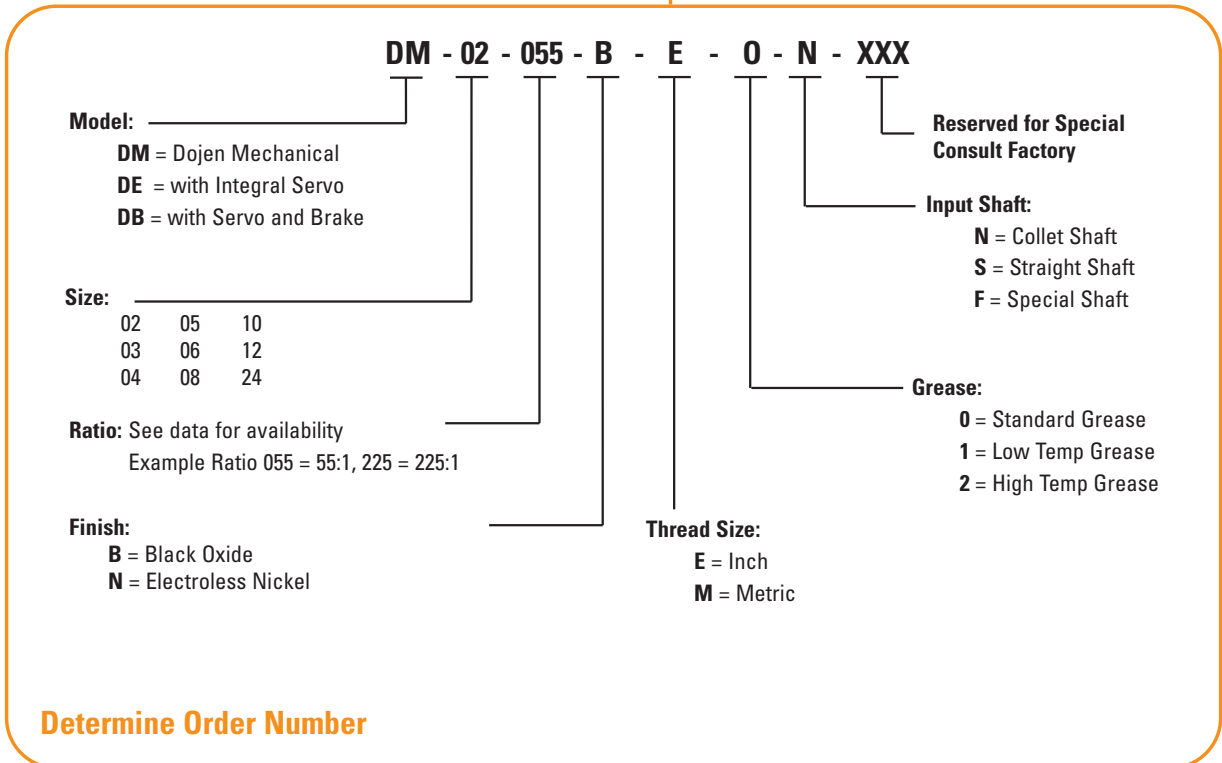 DM - 02 - 055 - B - E - 0 - N - XXX
Model:
DM = Dojen Mechanical
DE = with Integral Servo
DB = with Servo and Brake
Size:
02 05 10
03 06 12
04 08 24
Ratio: See data for availability
Example Ratio 055 = 55:1, 225 = 225:1
Finish:
B = Black Oxide
N = Electroless Nickel
Thread Size:
E = Inch
M = Metric
Grease:
0 = Standard Grease
1 = Low Temp Grease
2 = High Temp Grease
Input Shaft:
N = Collet Shaft
S = Straight Shaft
F = Special Shaft
Reserved for Special
Consult Factory
Determine Order Number